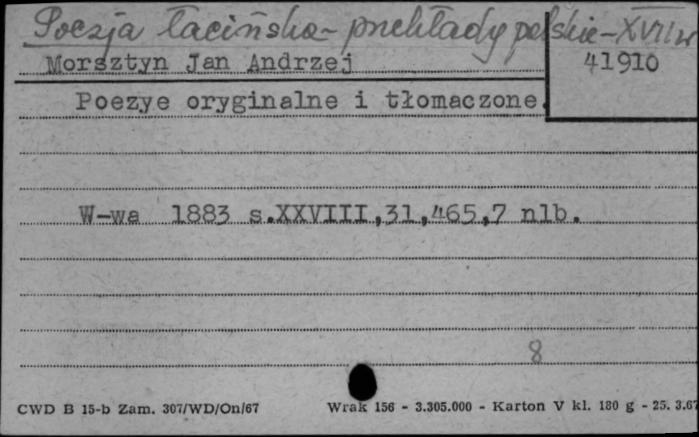 Poezja łacińska - przekłady polskie - XVII w
Morsztyn Jan Andrzej
41910
Poezye oryginalne i tłomaczone.
W-wa 1883 s.XXVIII,31,465,7 nlb.
8
CWD B 15-b Zam. 307/WD/On/67 Wrak 156 - 3.305.000 - Karton V kl. 180 g - 25. 3.67